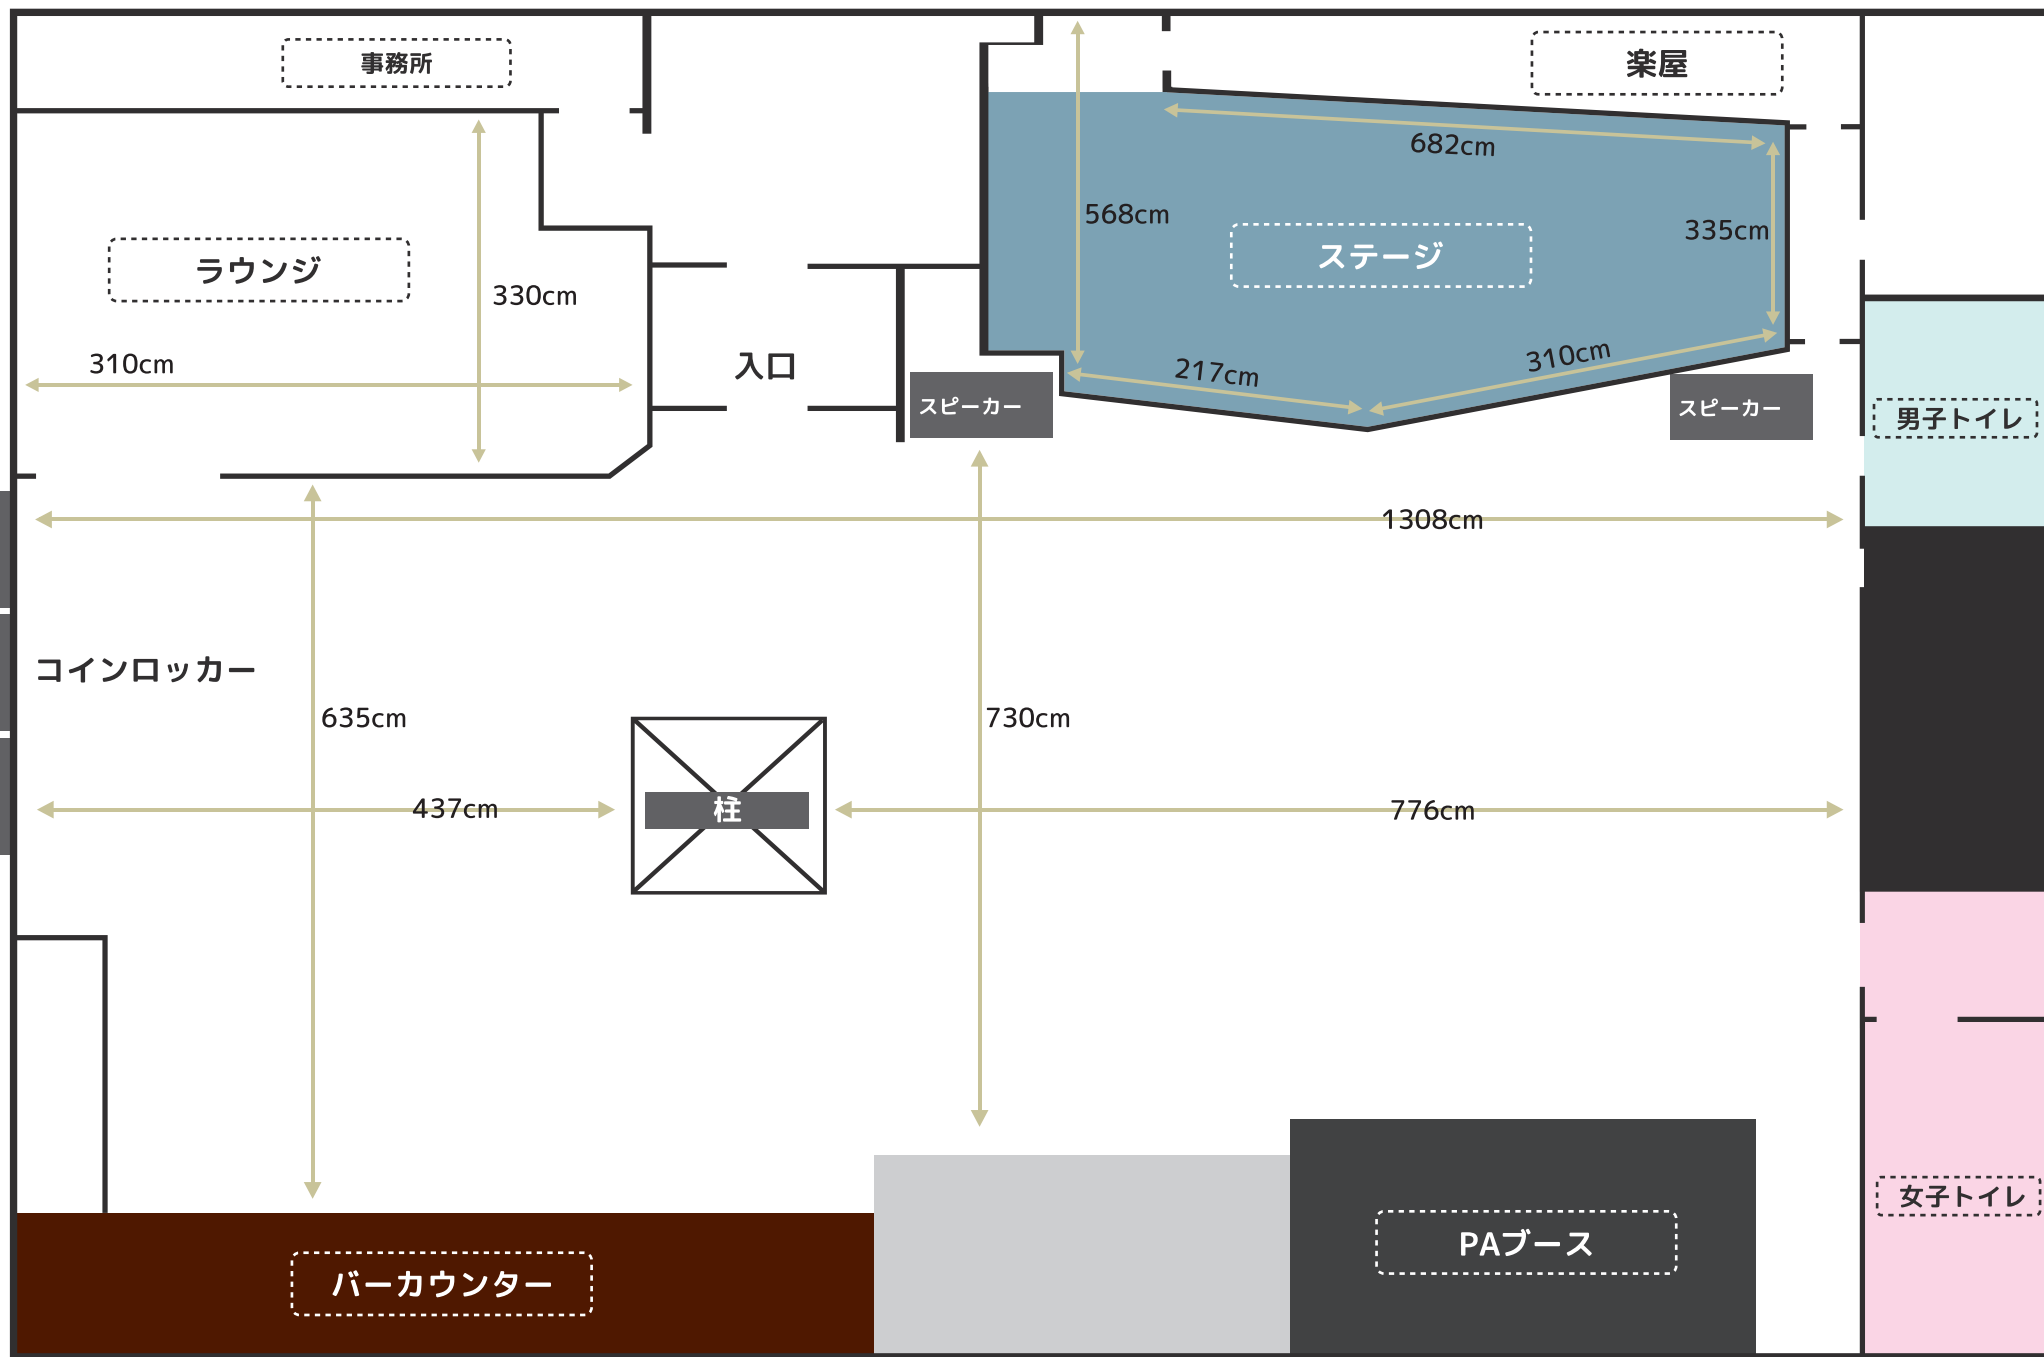 事務所
楽屋
682cm
568cm
335cm
ステージ
ラウンジ
330cm
310cm
入口
217cm
310cm
スピーカー
スピーカー
男子トイレ
1308cm
コインロッカー
635cm
730cm
437cm
柱
776cm
女子トイレ
PAブース
バーカウンター